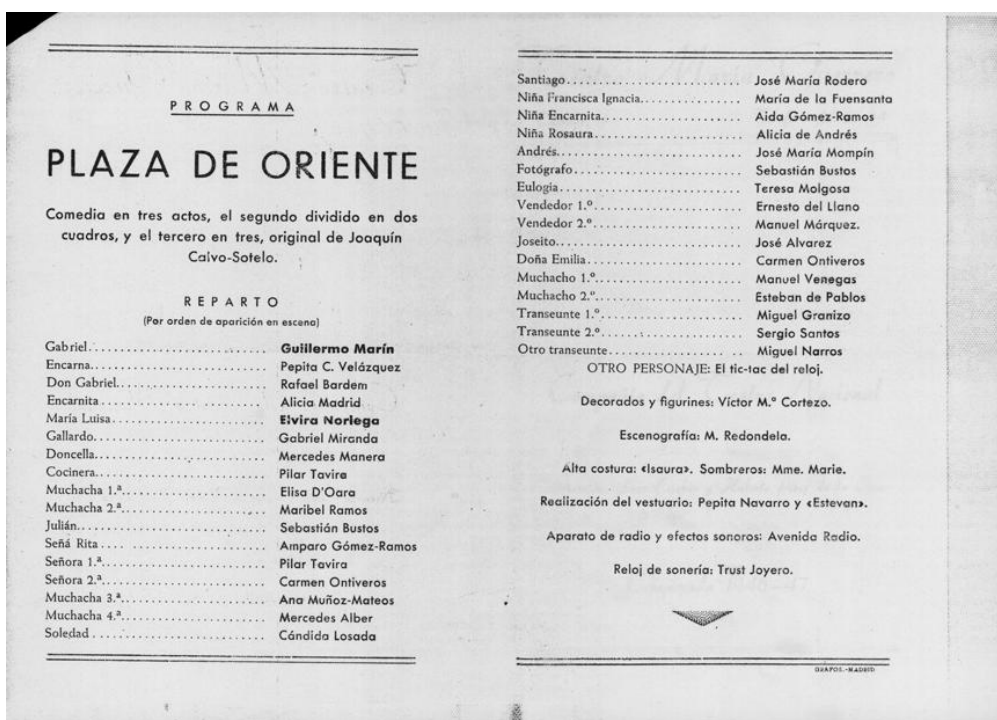 PROGRAMA
PLAZA DE ORIENTE
Comedia en tres actos, el segundo dividido en dos
cuadros, y el tercero en tres, original de Joaquín
Calvo-Sotelo.
REPARTO
(Por orden de aparición en escena)
Gabriel..................... Guillermo Marín
Encarna..................... Pepita C. Velázquez
Don Gabriel..................... Rafael Bardem
Encarnita..................... Alicia Madrid
María Luisa..................... Elvira Noriega
Gallardo..................... Gabriel Miranda
Doncella..................... Mercedes Manera
Cocinera..................... Pilar Tavira
Muchacha 1.ª..................... Elisa D'Oara
Muchacha 2.ª..................... Maribel Ramos
Julián..................... Sebastián Bustos
Señá Rita..................... Amparo Gómez-Ramos
Señora 1.ª..................... Pilar Tavira
Señora 2.ª..................... Carmen Ontiveros
Muchacha 3.ª..................... Ana Muñoz-Mateos
Muchacha 4.ª..................... Mercedes Alber
Soledad..................... Cándida Losada
Santiago..................... José María Rodero
Niña Francisca Ignacia..................... María de la Fuensanta
Niña Encarnita..................... Aida Gómez-Ramos
Niña Rosaura..................... Alicia de Andrés
Andrés..................... José María Mompín
Fotógrafo..................... Sebastián Bustos
Eulogia..................... Teresa Molgosa
Vendedor 1.º..................... Ernesto del Llano
Vendedor 2.º..................... Manuel Márquez.
Joseito..................... José Alvarez
Doña Emilia..................... Carmen Ontiveros
Muchacho 1.º..................... Manuel Venegas
Muchacho 2.º..................... Esteban de Pablos
Transeunte 1.º..................... Miguel Granizo
Transeunte 2.º..................... Sergio Santos
Otro transeunte..................... Miguel Narros
OTRO PERSONAJE: El tic-tac del reloj.
Decorados y figurines: Víctor M.ª Cortezo.
Escenografía: M. Redondela.
Alta costura: «Isaura». Sombreros: Mme. Marie.
Realización del vestuario: Pepita Navarro y «Estevan».
Aparato de radio y efectos sonoros: Avenida Radio.
Reloj de sonería: Trust Joyero.
GRAFOS.-MADRID